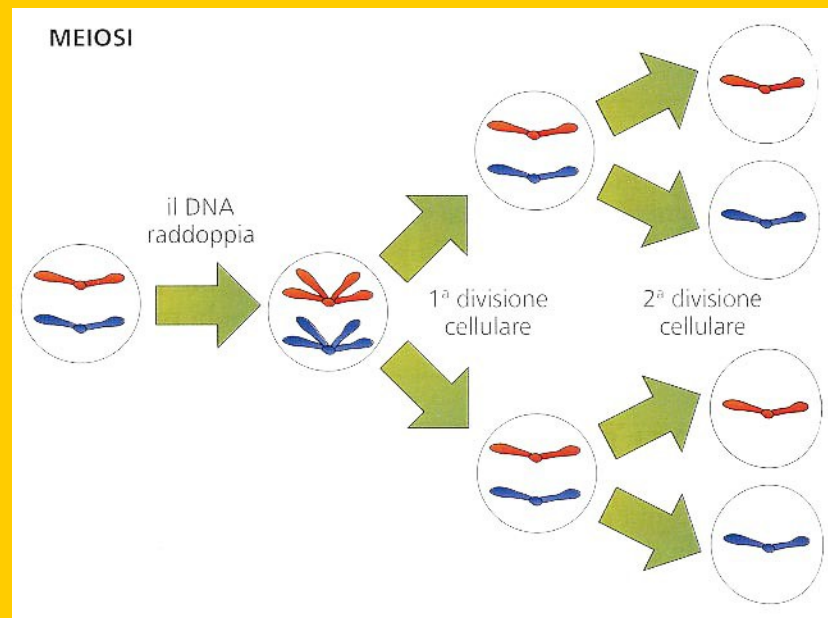 MEIOSI
il DNA
raddoppia
1ª divisione
cellulare
2ª divisione
cellulare